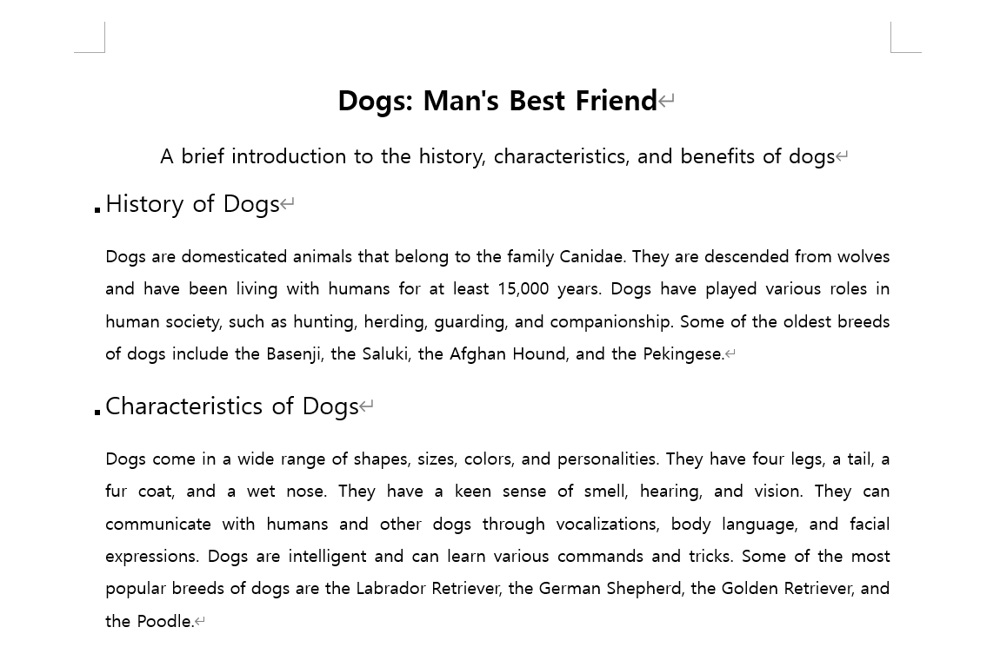 Dogs: Man's Best Friend
A brief introduction to the history, characteristics, and benefits of dogs
History of Dogs
Dogs are domesticated animals that belong to the family Canidae. They are descended from wolves
and have been living with humans for at least 15,000 years. Dogs have played various roles in
human society, such as hunting, herding, guarding, and companionship. Some of the oldest breeds
of dogs include the Basenji, the Saluki, the Afghan Hound, and the Pekingese.
Characteristics of Dogs
Dogs come in a wide range of shapes, sizes, colors, and personalities. They have four legs, a tail, a
fur coat, and a wet nose. They have a keen sense of smell, hearing, and vision. They can
communicate with humans and other dogs through vocalizations, body language, and facial
expressions. Dogs are intelligent and can learn various commands and tricks. Some of the most
popular breeds of dogs are the Labrador Retriever, the German Shepherd, the Golden Retriever, and
the Poodle.